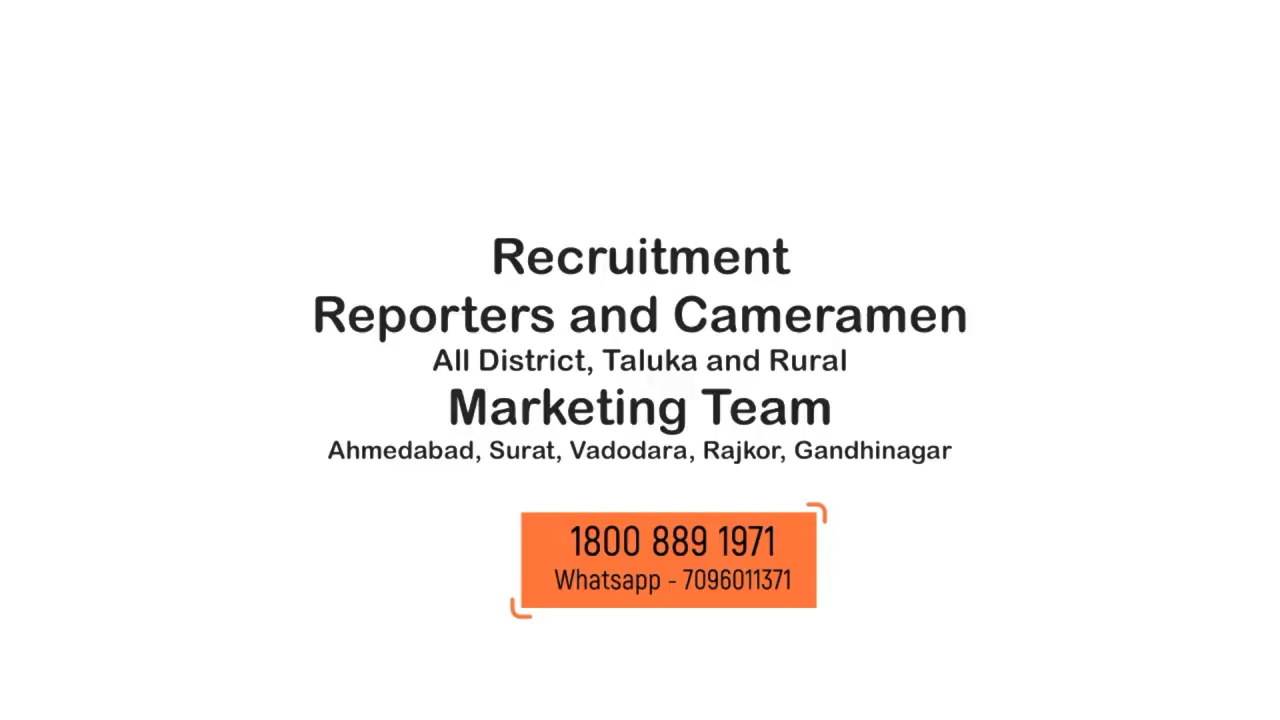 Recruitment
Reporters and Cameramen
All District, Taluka and Rural
Marketing Team
Ahmedabad, Surat, Vadodara, Rajkor, Gandhinagar
1800 889 1971
Whatsapp - 7096011371